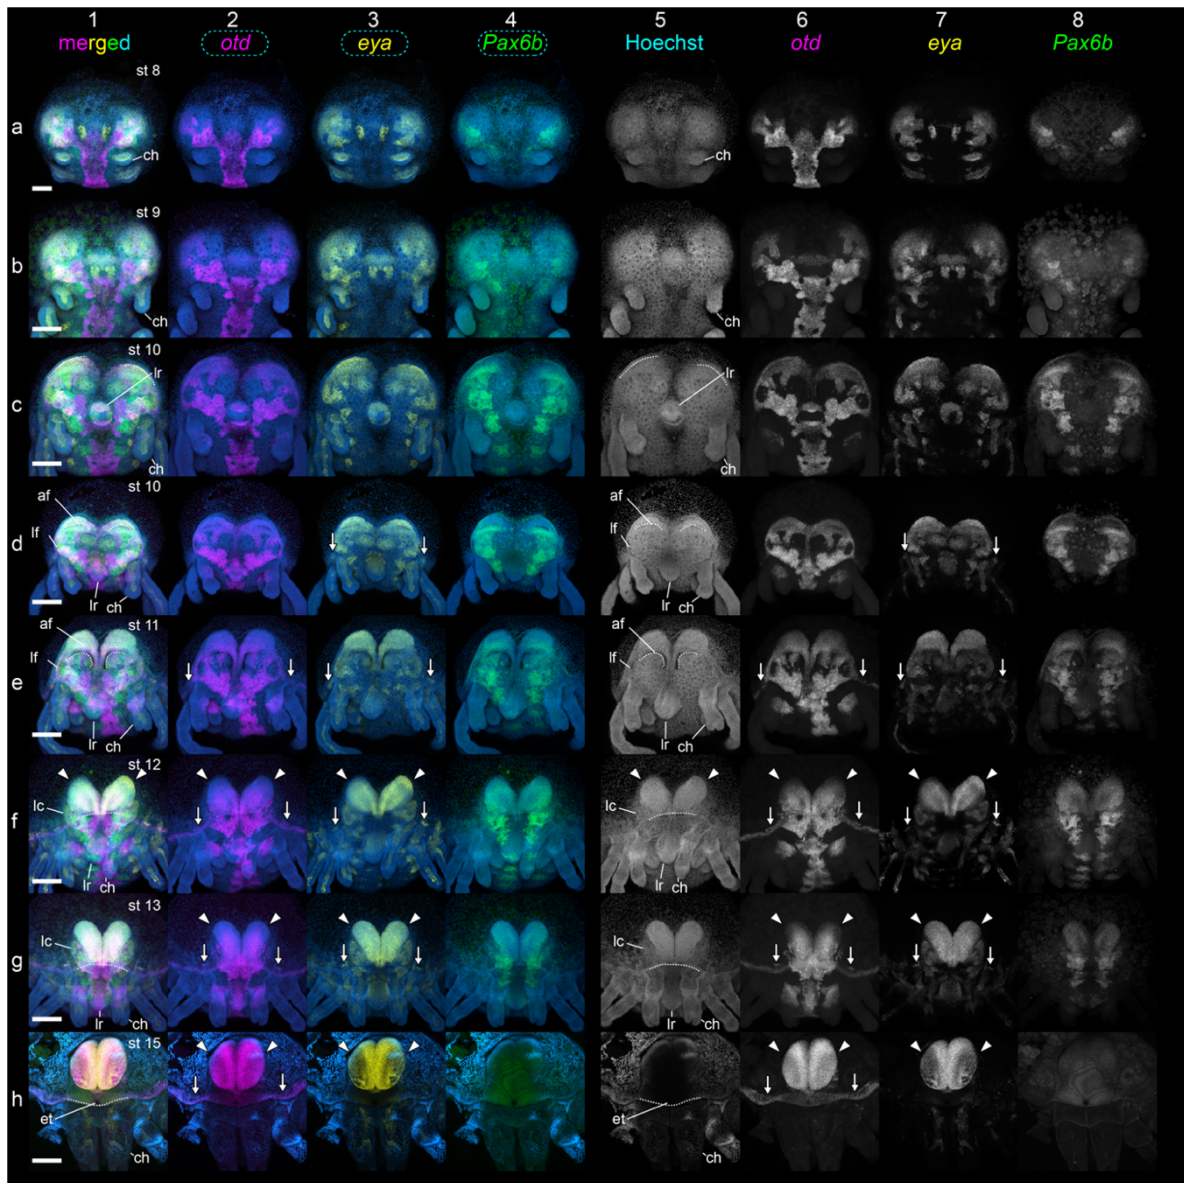 1 2 3 4 5 6 7 8
merged otd eya Pax6b Hoechst otd eya Pax6b
st 8
a
ch ch
st 9
b
ch ch
st 10
lr lr
c
ch ch
st 10
af af
d
lf lf
lr ch lr ch
st 11
af af
lf lf
e
lr ch lr ch
st 12
lc lc
f
lr ch lr ch
st 13
lc lc
g
lr ch lr ch
st 15
h
et et
ch ch